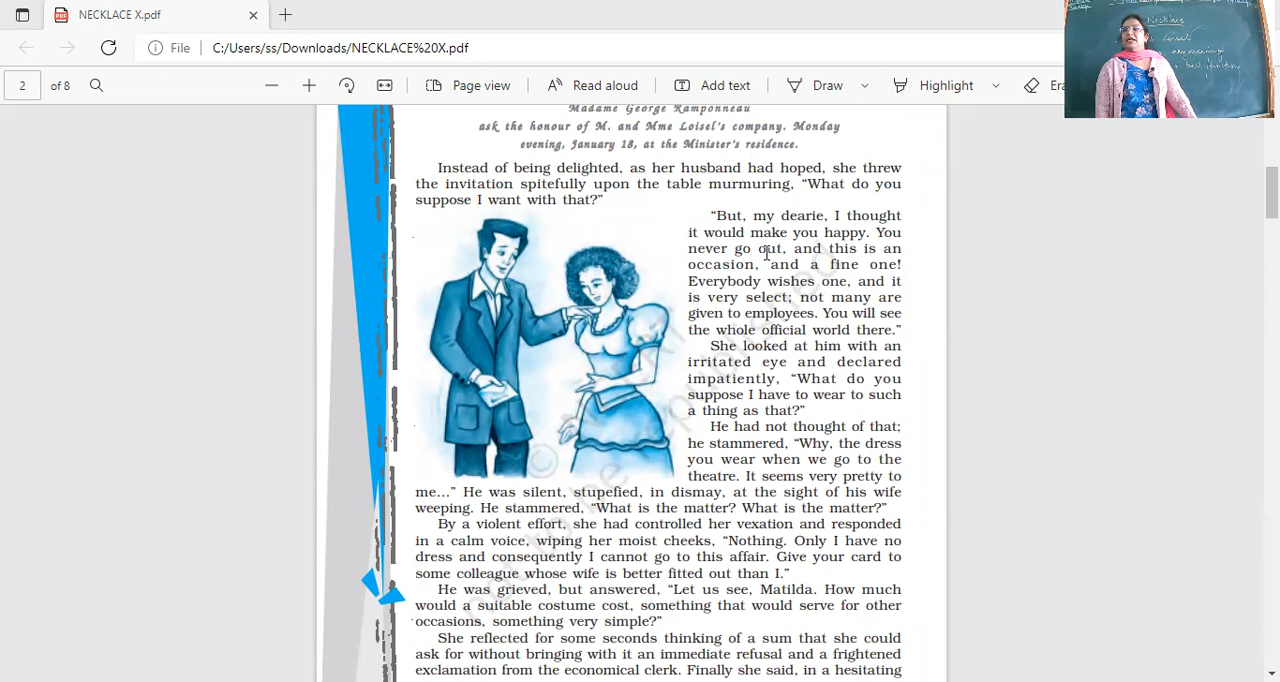 NECKLACE X.pdf
File C:/Users/ss/Downloads/NECKLACE%20X.pdf
2 of 8 Page view Read aloud Add text Draw Highlight Era
Necklace
Madame George Ramponneau
ask the honour of M. and Mme Loisel's company. Monday
evening, January 18, at the Minister's residence.
Instead of being delighted, as her husband had hoped, she threw
the invitation spitefully upon the table murmuring, “What do you
suppose I want with that?”
“But, my dearie, I thought
it would make you happy. You
never go out, and this is an
occasion, and a fine one!
Everybody wishes one, and it
is very select; not many are
given to employees. You will see
the whole official world there.”
She looked at him with an
irritated eye and declared
impatiently, “What do you
suppose I have to wear to such
a thing as that?”
He had not thought of that;
he stammered, “Why, the dress
you wear when we go to the
theatre. It seems very pretty to
me...” He was silent, stupefied, in dismay, at the sight of his wife
weeping. He stammered, “What is the matter? What is the matter?”
By a violent effort, she had controlled her vexation and responded
in a calm voice, wiping her moist cheeks, “Nothing. Only I have no
dress and consequently I cannot go to this affair. Give your card to
some colleague whose wife is better fitted out than I.”
He was grieved, but answered, “Let us see, Matilda. How much
would a suitable costume cost, something that would serve for other
occasions, something very simple?”
She reflected for some seconds thinking of a sum that she could
ask for without bringing with it an immediate refusal and a frightened
exclamation from the economical clerk. Finally she said, in a hesitating